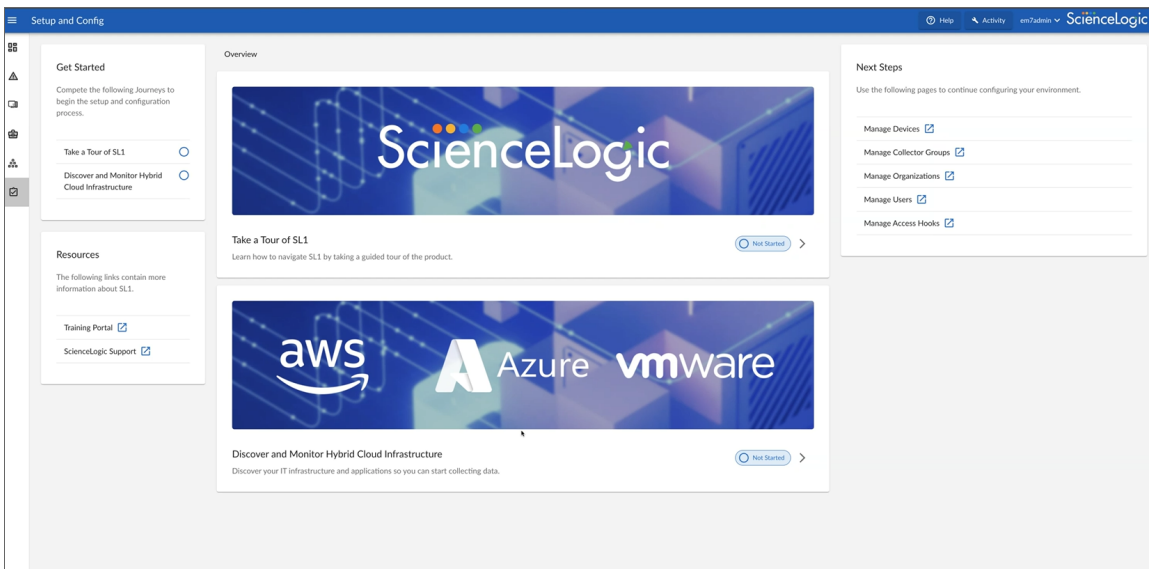 Setup and Config
Help
Activity
em7admin
ScienceLogic
Get Started
Compete the following Journeys to
begin the setup and configuration
process.
Take a Tour of SL1
Discover and Monitor Hybrid
Cloud Infrastructure
Resources
The following links contain more
information about SL1.
Training Portal
ScienceLogic Support
Overview
ScienceLogic
Take a Tour of SL1
Not Started
Learn how to navigate SL1 by taking a guided tour of the product.
aws
Azure
vmware
Discover and Monitor Hybrid Cloud Infrastructure
Not Started
Discover your IT infrastructure and applications so you can start collecting data.
Next Steps
Use the following pages to continue configuring your environment.
Manage Devices
Manage Collector Groups
Manage Organizations
Manage Users
Manage Access Hooks